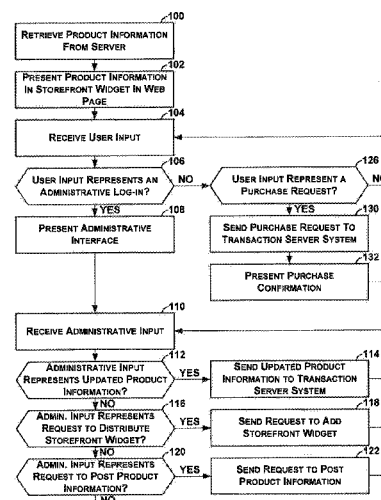 100
RETRIEVE PRODUCT INFORMATION
FROM SERVER
102
PRESENT PRODUCT INFORMATION
IN STOREFRONT WIDGET IN WEB
PAGE
104
RECEIVE USER INPUT
106
USER INPUT REPRESENTS AN
ADMINISTRATIVE LOG-IN?
NO
126
USER INPUT REPRESENT A
PURCHASE REQUEST?
NO
YES
108
PRESENT ADMINISTRATIVE
INTERFACE
YES
130
SEND PURCHASE REQUEST TO
TRANSACTION SERVER SYSTEM
132
PRESENT PURCHASE
CONFIRMATION
110
RECEIVE ADMINISTRATIVE INPUT
112
ADMINISTRATIVE INPUT
REPRESENTS UPDATED PRODUCT
INFORMATION?
YES
114
SEND UPDATED PRODUCT
INFORMATION TO TRANSACTION
SERVER SYSTEM
NO
116
ADMIN. INPUT REPRESENTS
REQUEST TO DISTRIBUTE
STOREFRONT WIDGET?
YES
118
SEND REQUEST TO ADD
STOREFRONT WIDGET
NO
120
ADMIN. INPUT REPRESENTS
REQUEST TO POST PRODUCT
INFORMATION?
YES
122
SEND REQUEST TO POST
PRODUCT INFORMATION
NO